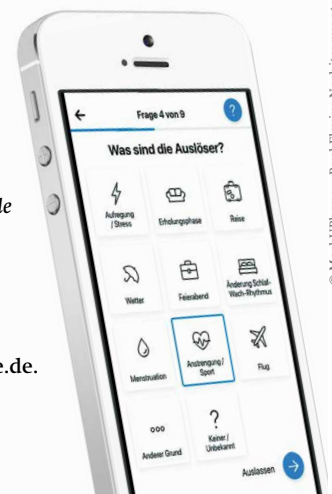 Frage 4 von 9
?
Was sind die Auslöser?
Aufregung
/ Stress
Erholungsphase
Reise
Wetter
Feierabend
Änderung Schlaf-
Wach-Rhythmus
Menstruation
Anstrengung /
Sport
Flug
Anderer Grund
Keiner /
Unbekannt
Auslassen
e.de.